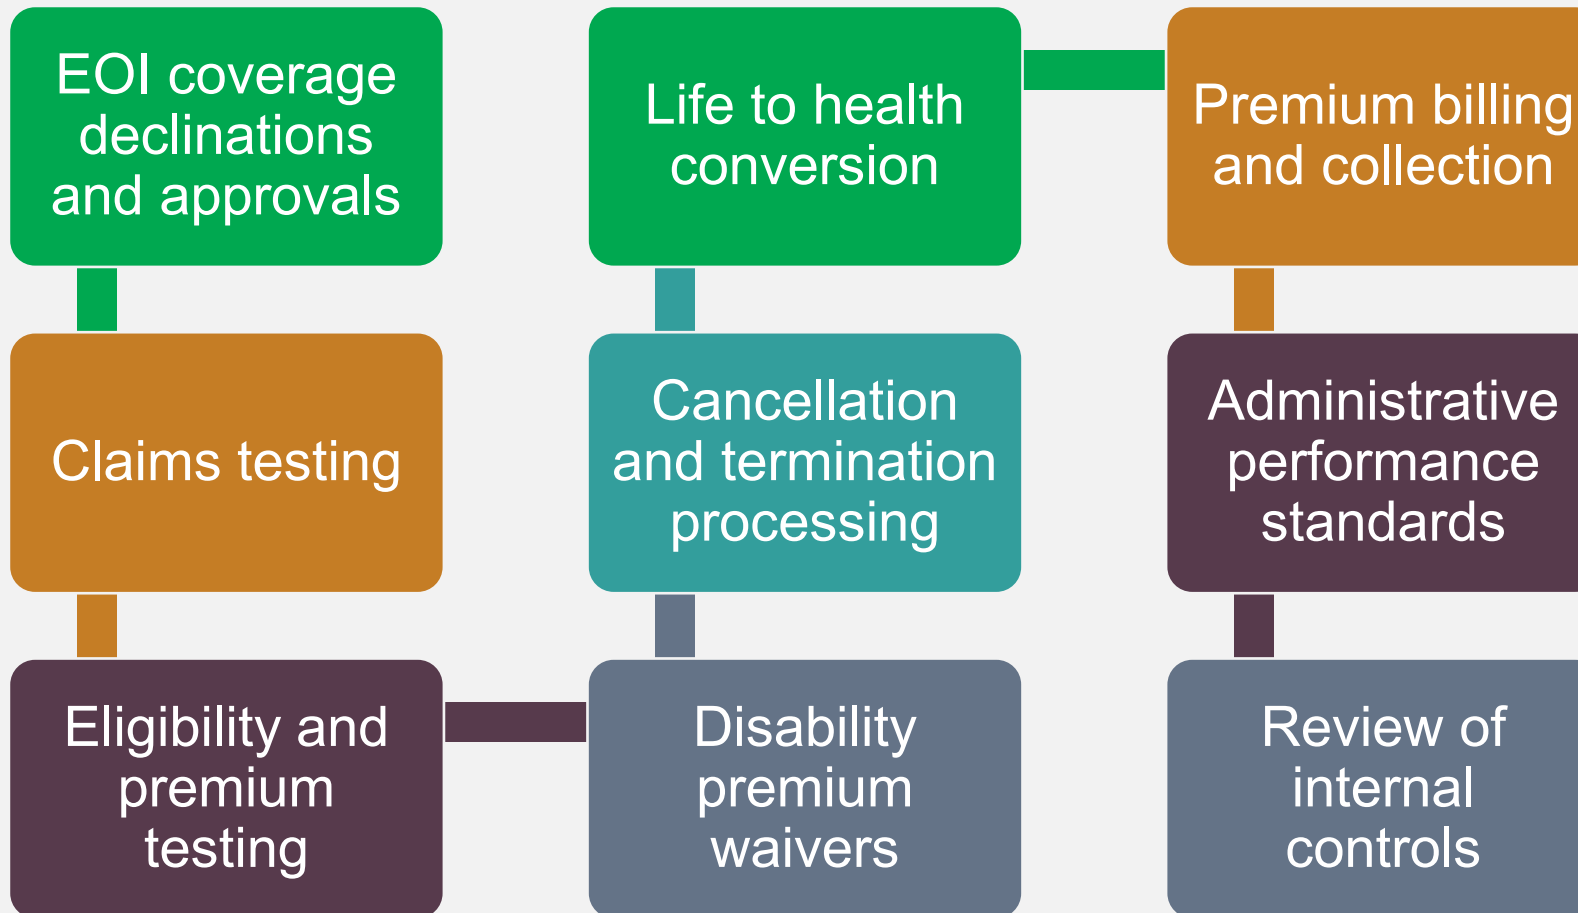 EOI coverage
declinations
and approvals
Claims testing
Eligibility and
premium
testing
Disability
premium
waivers
Cancellation
and termination
processing
Life to health
conversion
Premium billing
and collection
Administrative
performance
standards
Review of
internal
controls